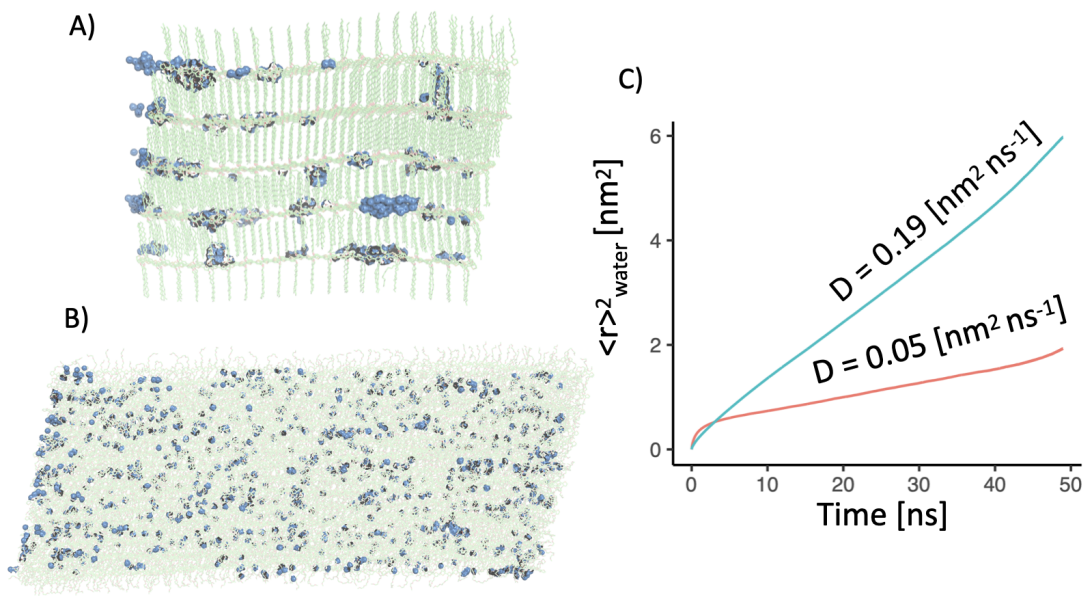 A)
B)
C)
<r>²water [nm²]
6
4
2
0
D = 0.19 [nm² ns⁻¹]
D = 0.05 [nm² ns⁻¹]
0 10 20 30 40 50
Time [ns]